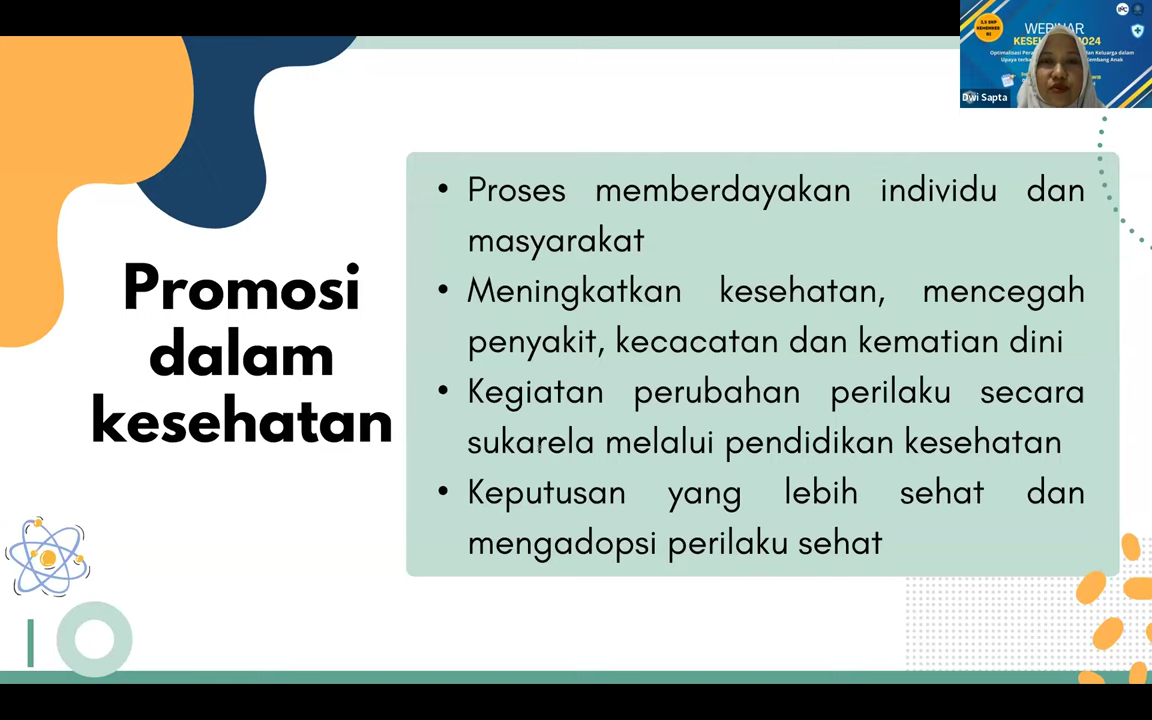 Promosi
dalam
kesehatan
• Proses memberdayakan individu dan
masyarakat
• Meningkatkan kesehatan, mencegah
penyakit, kecacatan dan kematian dini
• Kegiatan perubahan perilaku secara
sukarela melalui pendidikan kesehatan
• Keputusan yang lebih sehat dan
mengadopsi perilaku sehat
WEBINAR
Dwi Sapta